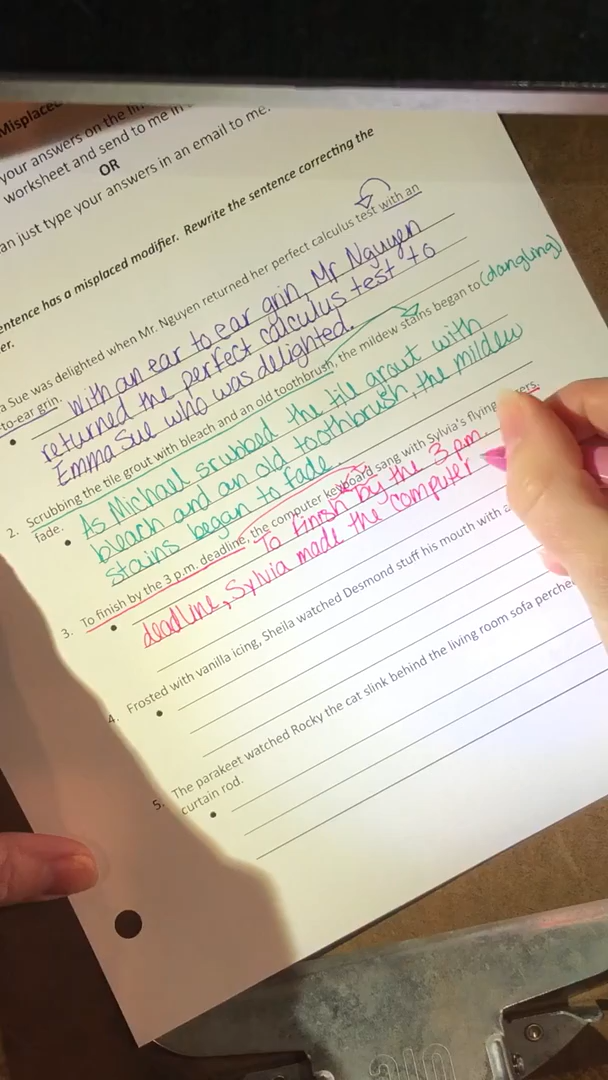 Misplaced
your answers on the
worksheet and send to me in
OR
an just type your answers in an email to me.
entence has a misplaced modifier. Rewrite the sentence correcting the
er.
a Sue was delighted when Mr. Nguyen returned her perfect calculus test with an
-to-ear grin.
With an ear to ear grin, Mr Nguyen
returned the perfect calculus test to
Emma Sue who was delighted.
2. Scrubbing the tile grout with bleach and an old toothbrush, the mildew stains began to (dangling)
fade.
As Michael srubbed the tile grout with
bleach and an old toothbrush, the mildew
stains began to fade
3. To finish by the 3 p.m. deadline, the computer keyboard sang with Sylvia's flying ers.
To finish by the 3 pm.
deadline, Sylvia made the computer
4. Frosted with vanilla icing, Sheila watched Desmond stuff his mouth with
5. The parakeet watched Rocky the cat slink behind the living room sofa perche
curtain rod.